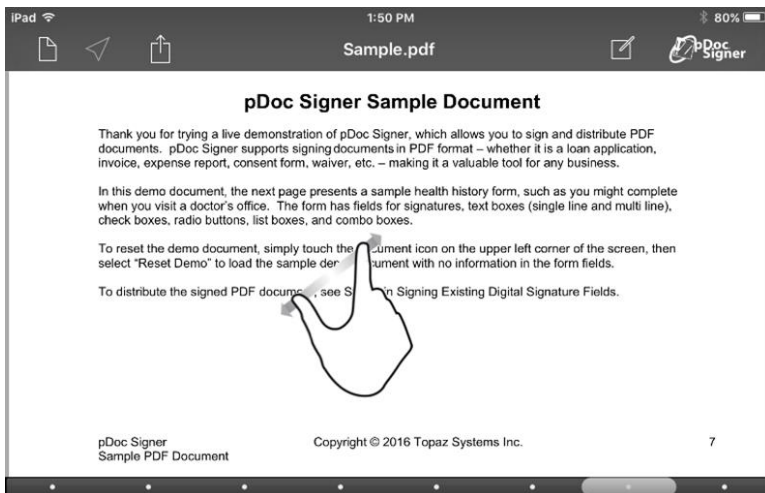 iPad 1:50 PM 80%
Sample.pdf
pDoc Signer
pDoc Signer Sample Document
Thank you for trying a live demonstration of pDoc Signer, which allows you to sign and distribute PDF
documents. pDoc Signer supports signing documents in PDF format – whether it is a loan application,
invoice, expense report, consent form, waiver, etc. – making it a valuable tool for any business.
In this demo document, the next page presents a sample health history form, such as you might complete
when you visit a doctor's office. The form has fields for signatures, text boxes (single line and multi line),
check boxes, radio buttons, list boxes, and combo boxes.
To reset the demo document, simply touch the cument icon on the upper left corner of the screen, then
select "Reset Demo" to load the sample de cument with no information in the form fields.
To distribute the signed PDF docum , see S in Signing Existing Digital Signature Fields.
pDoc Signer Copyright © 2016 Topaz Systems Inc. 7
Sample PDF Document